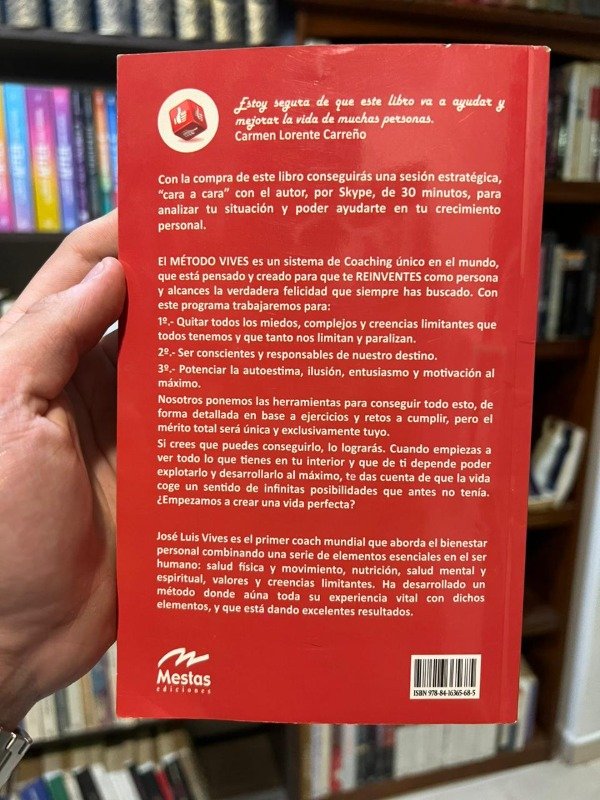 Estoy segura de que este libro va a ayudar y
mejorar la vida de muchas personas.
Carmen Lorente Carreño
Con la compra de este libro conseguirás una sesión estratégica,
“cara a cara” con el autor, por Skype, de 30 minutos, para
analizar tu situación y poder ayudarte en tu crecimiento
personal.
El MÉTODO VIVES es un sistema de Coaching único en el mundo,
que está pensado y creado para que te REINVENTES como persona
y alcances la verdadera felicidad que siempre has buscado. Con
este programa trabajaremos para:
1º.- Quitar todos los miedos, complejos y creencias limitantes que
todos tenemos y que tanto nos limitan y paralizan.
2º.- Ser conscientes y responsables de nuestro destino.
3º.- Potenciar la autoestima, ilusión, entusiasmo y motivación al
máximo.
Nosotros ponemos las herramientas para conseguir todo esto, de
forma detallada en base a ejercicios y retos a cumplir, pero el
mérito total será única y exclusivamente tuyo.
Si crees que puedes conseguirlo, lo lograrás. Cuando empiezas a
ver todo lo que tienes en tu interior y que de ti depende poder
explotarlo y desarrollarlo al máximo, te das cuenta de que la vida
coge un sentido de infinitas posibilidades que antes no tenía.
¿Empezamos a crear una vida perfecta?
José Luis Vives es el primer coach mundial que aborda el bienestar
personal combinando una serie de elementos esenciales en el ser
humano: salud física y movimiento, nutrición, salud mental y
espiritual, valores y creencias limitantes. Ha desarrollado un
método donde aúna toda su experiencia vital con dichos
elementos, y que está dando excelentes resultados.
Mestas
ediciones
ISBN 978-84-16365-68-5